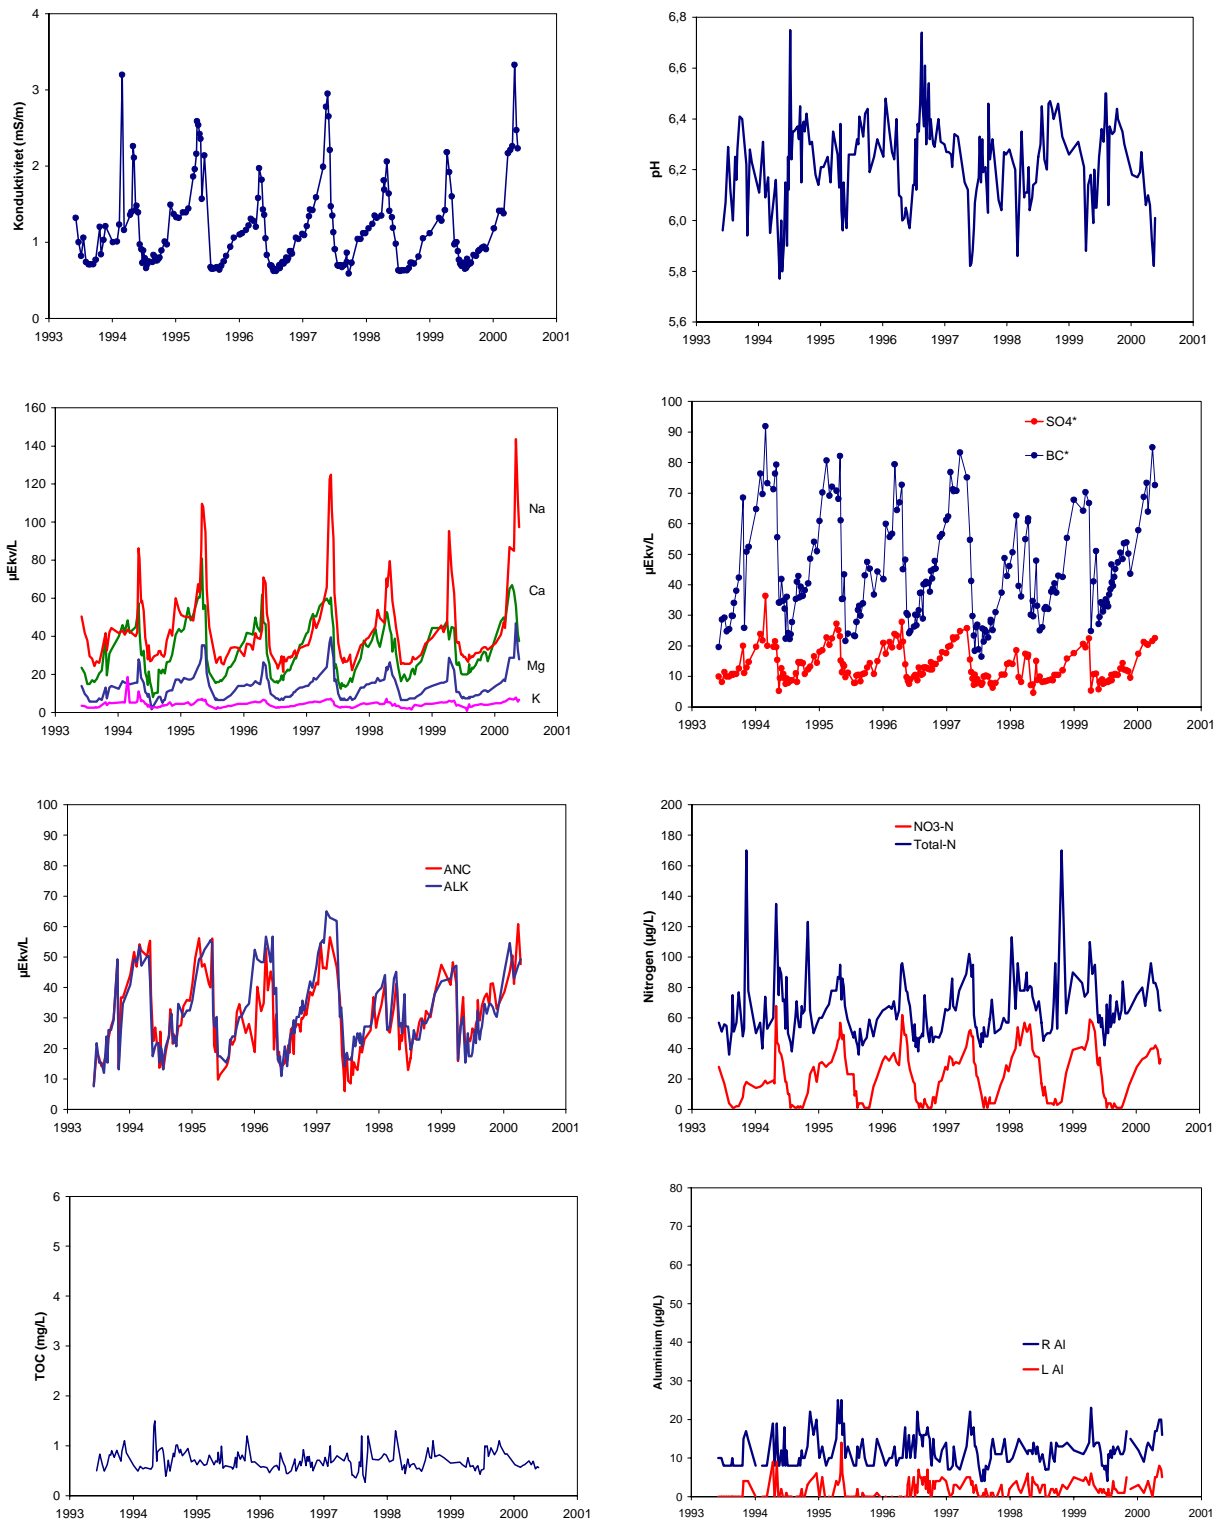 Konduktivitet (mS/m)
4
3
2
1
0
1993 1994 1995 1996 1997 1998 1999 2000 2001
pH
6,8
6,6
6,4
6,2
6,0
5,8
5,6
1993 1994 1995 1996 1997 1998 1999 2000 2001
µEkv/L
160
140
120
100
80
60
40
20
0
Na
Ca
Mg
K
1993 1994 1995 1996 1997 1998 1999 2000 2001
µEkv/L
100
90
80
70
60
50
40
30
20
10
0
SO4*
BC*
1993 1994 1995 1996 1997 1998 1999 2000 2001
µEkv/L
100
90
80
70
60
50
40
30
20
10
0
ANC
ALK
1993 1994 1995 1996 1997 1998 1999 2000 2001
Nitrogen (µg/L)
200
180
160
140
120
100
80
60
40
20
0
NO3-N
Total-N
1993 1994 1995 1996 1997 1998 1999 2000 2001
TOC (mg/L)
6
5
4
3
2
1
0
1993 1994 1995 1996 1997 1998 1999 2000 2001
Aluminium (µg/L)
80
70
60
50
40
30
20
10
0
R Al
L Al
1993 1994 1995 1996 1997 1998 1999 2000 2001